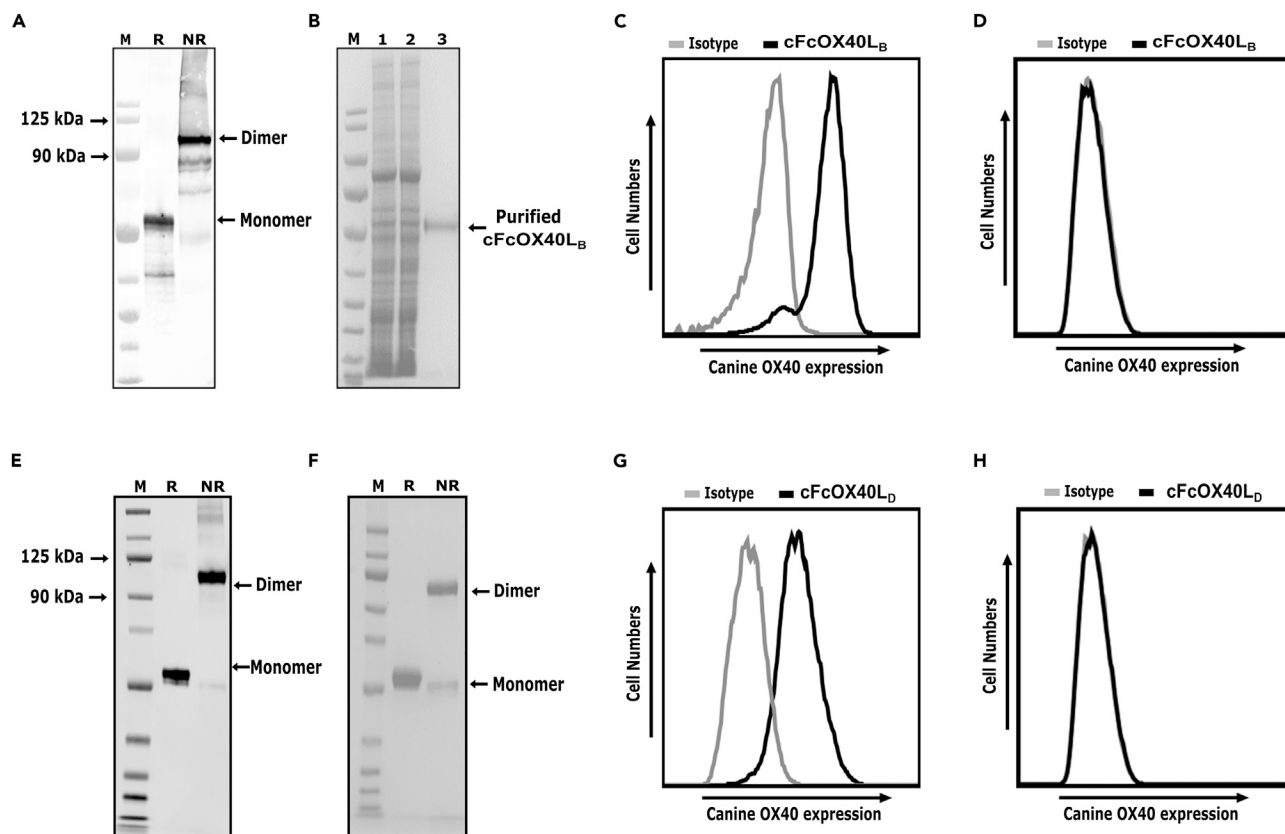 A
M R NR
125 kDa
90 kDa
Dimer
Monomer
B
M 1 2 3
Purified
cFcOX40LB
C
Isotype cFcOX40LB
Cell Numbers
Canine OX40 expression
D
Isotype cFcOX40LB
Cell Numbers
Canine OX40 expression
E
M R NR
125 kDa
90 kDa
Dimer
Monomer
F
M R NR
Dimer
Monomer
G
Isotype cFcOX40LD
Cell Numbers
Canine OX40 expression
H
Isotype cFcOX40LD
Cell Numbers
Canine OX40 expression